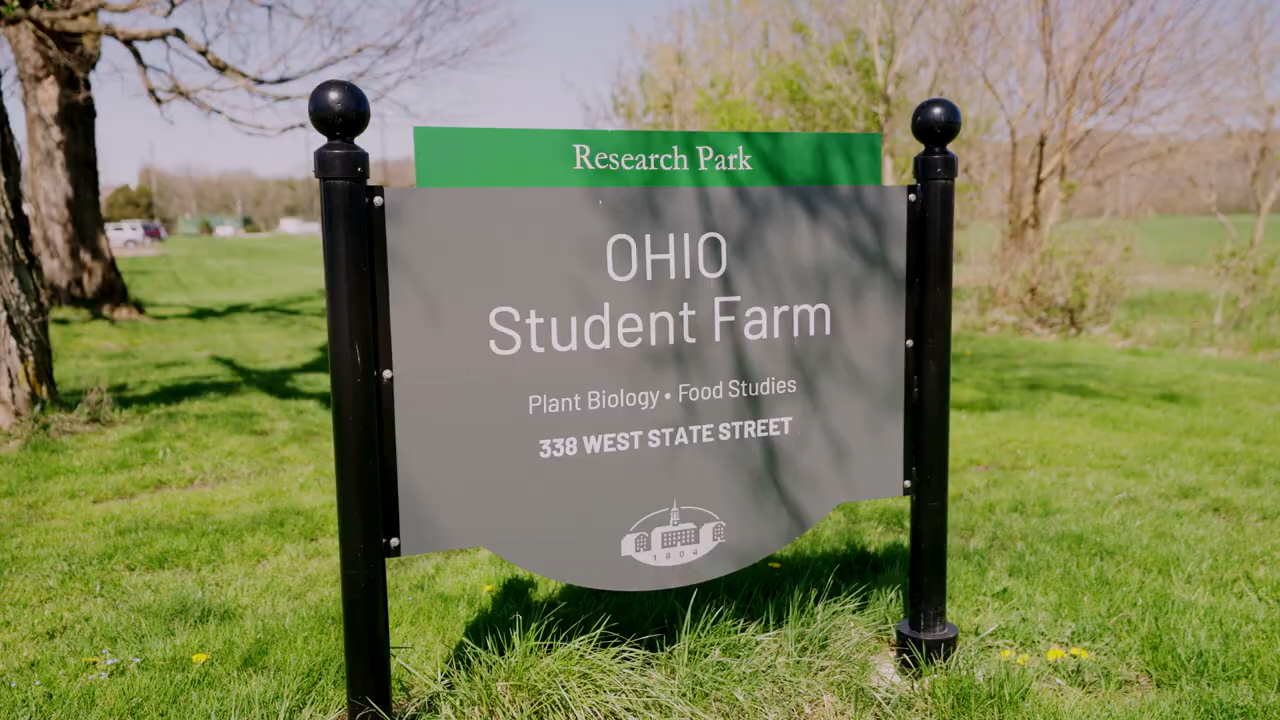 Research Park
OHIO
Student Farm
Plant Biology • Food Studies
338 WEST STATE STREET
1804